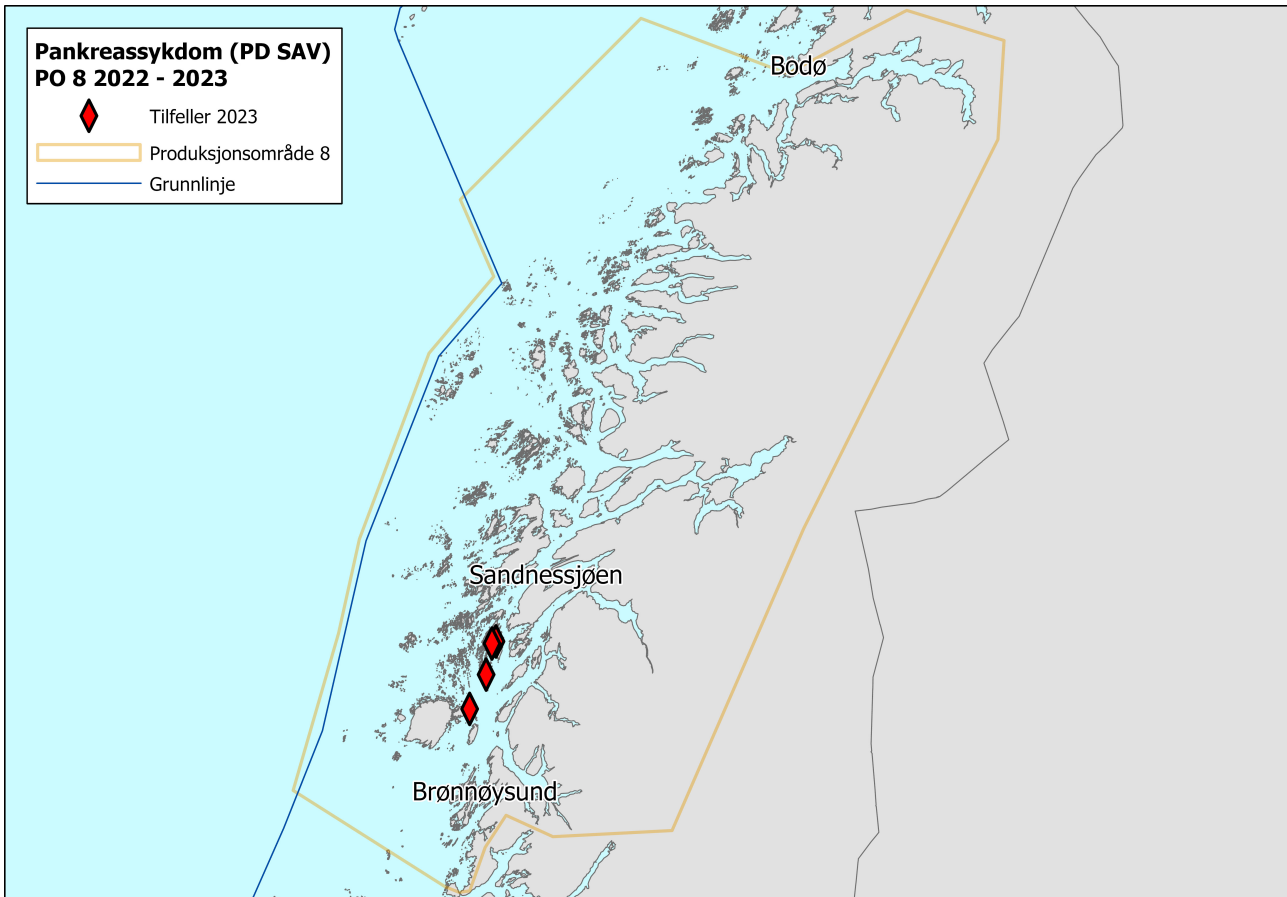 Pankreassykdom (PD SAV)
PO 8 2022 - 2023
Tilfeller 2023
Produksjonsområde 8
Grunnlinje
Bodø
Sandnessjøen
Brønnøysund